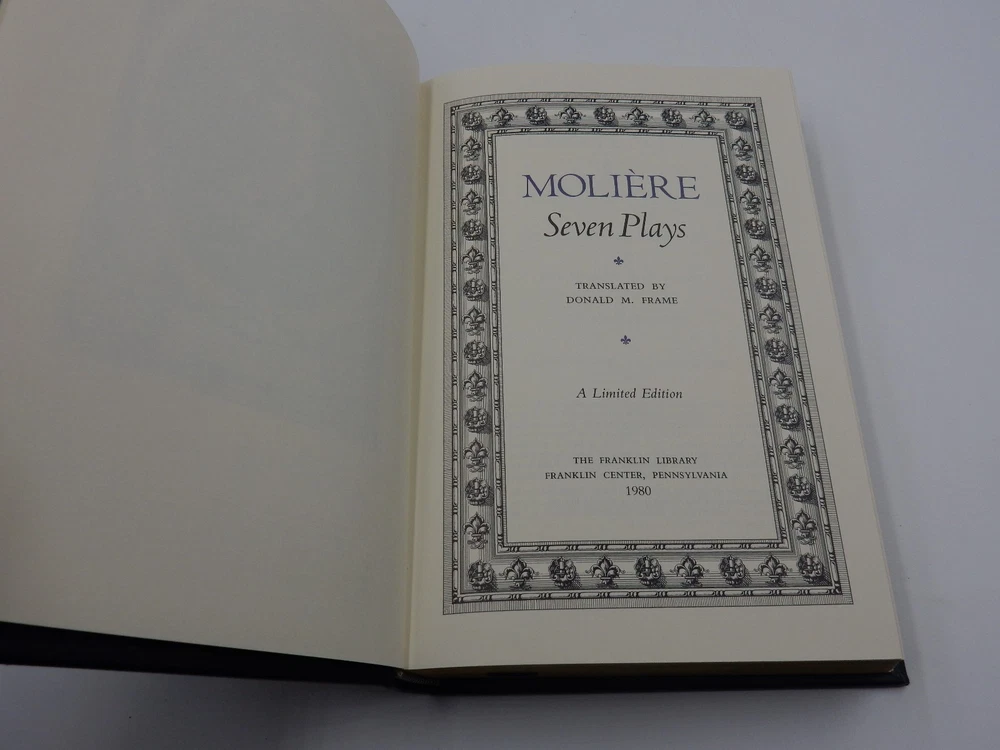 MOLIÈRE
Seven Plays
TRANSLATED BY
DONALD M. FRAME
A Limited Edition
THE FRANKLIN LIBRARY
FRANKLIN CENTER, PENNSYLVANIA
1980